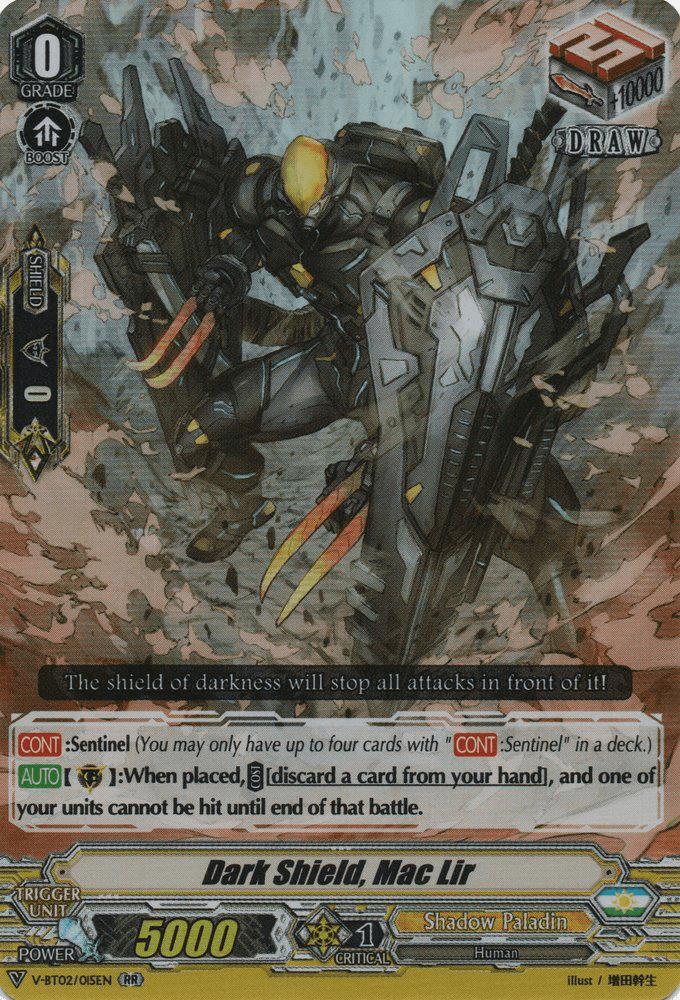 0
GRADE
BOOST
+10000
DRAW
SHIELD
0
The shield of darkness will stop all attacks in front of it!
CONT:Sentinel (You may only have up to four cards with "CONT:Sentinel" in a deck.)
AUTO[ ]:When placed, COST[discard a card from your hand], and one of
your units cannot be hit until end of that battle.
Dark Shield, Mac Lir
TRIGGER
UNIT
POWER
5000
1
CRITICAL
Shadow Paladin
Human
V-BT02/015EN RR
illust / 増田幹生